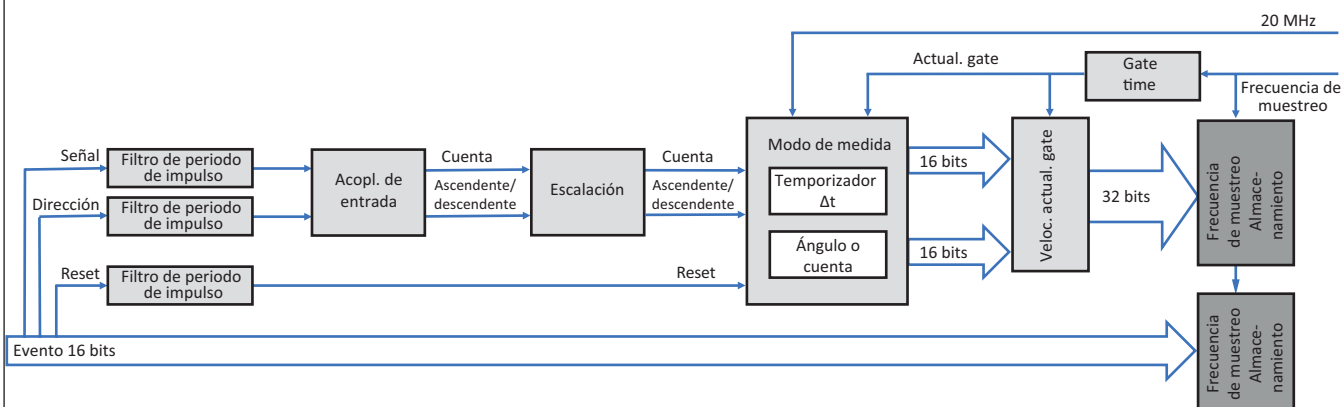 20 MHz
Actual. gate
Gate
time
Frecuencia de
muestreo
Señal
Filtro de periodo
de impulso
Dirección
Filtro de periodo
de impulso
Reset
Filtro de periodo
de impulso
Acopl. de
entrada
Cuenta
Ascendente/
descendente
Escalación
Cuenta
Ascendente/
descendente
Reset
Modo de medida
Temporizador
Δt
Ángulo o
cuenta
16 bits
16 bits
Veloc. actual. gate
32 bits
Frecuencia
de muestreo
Almace-
namiento
Frecuencia
de muestreo
Almace-
namiento
Evento 16 bits